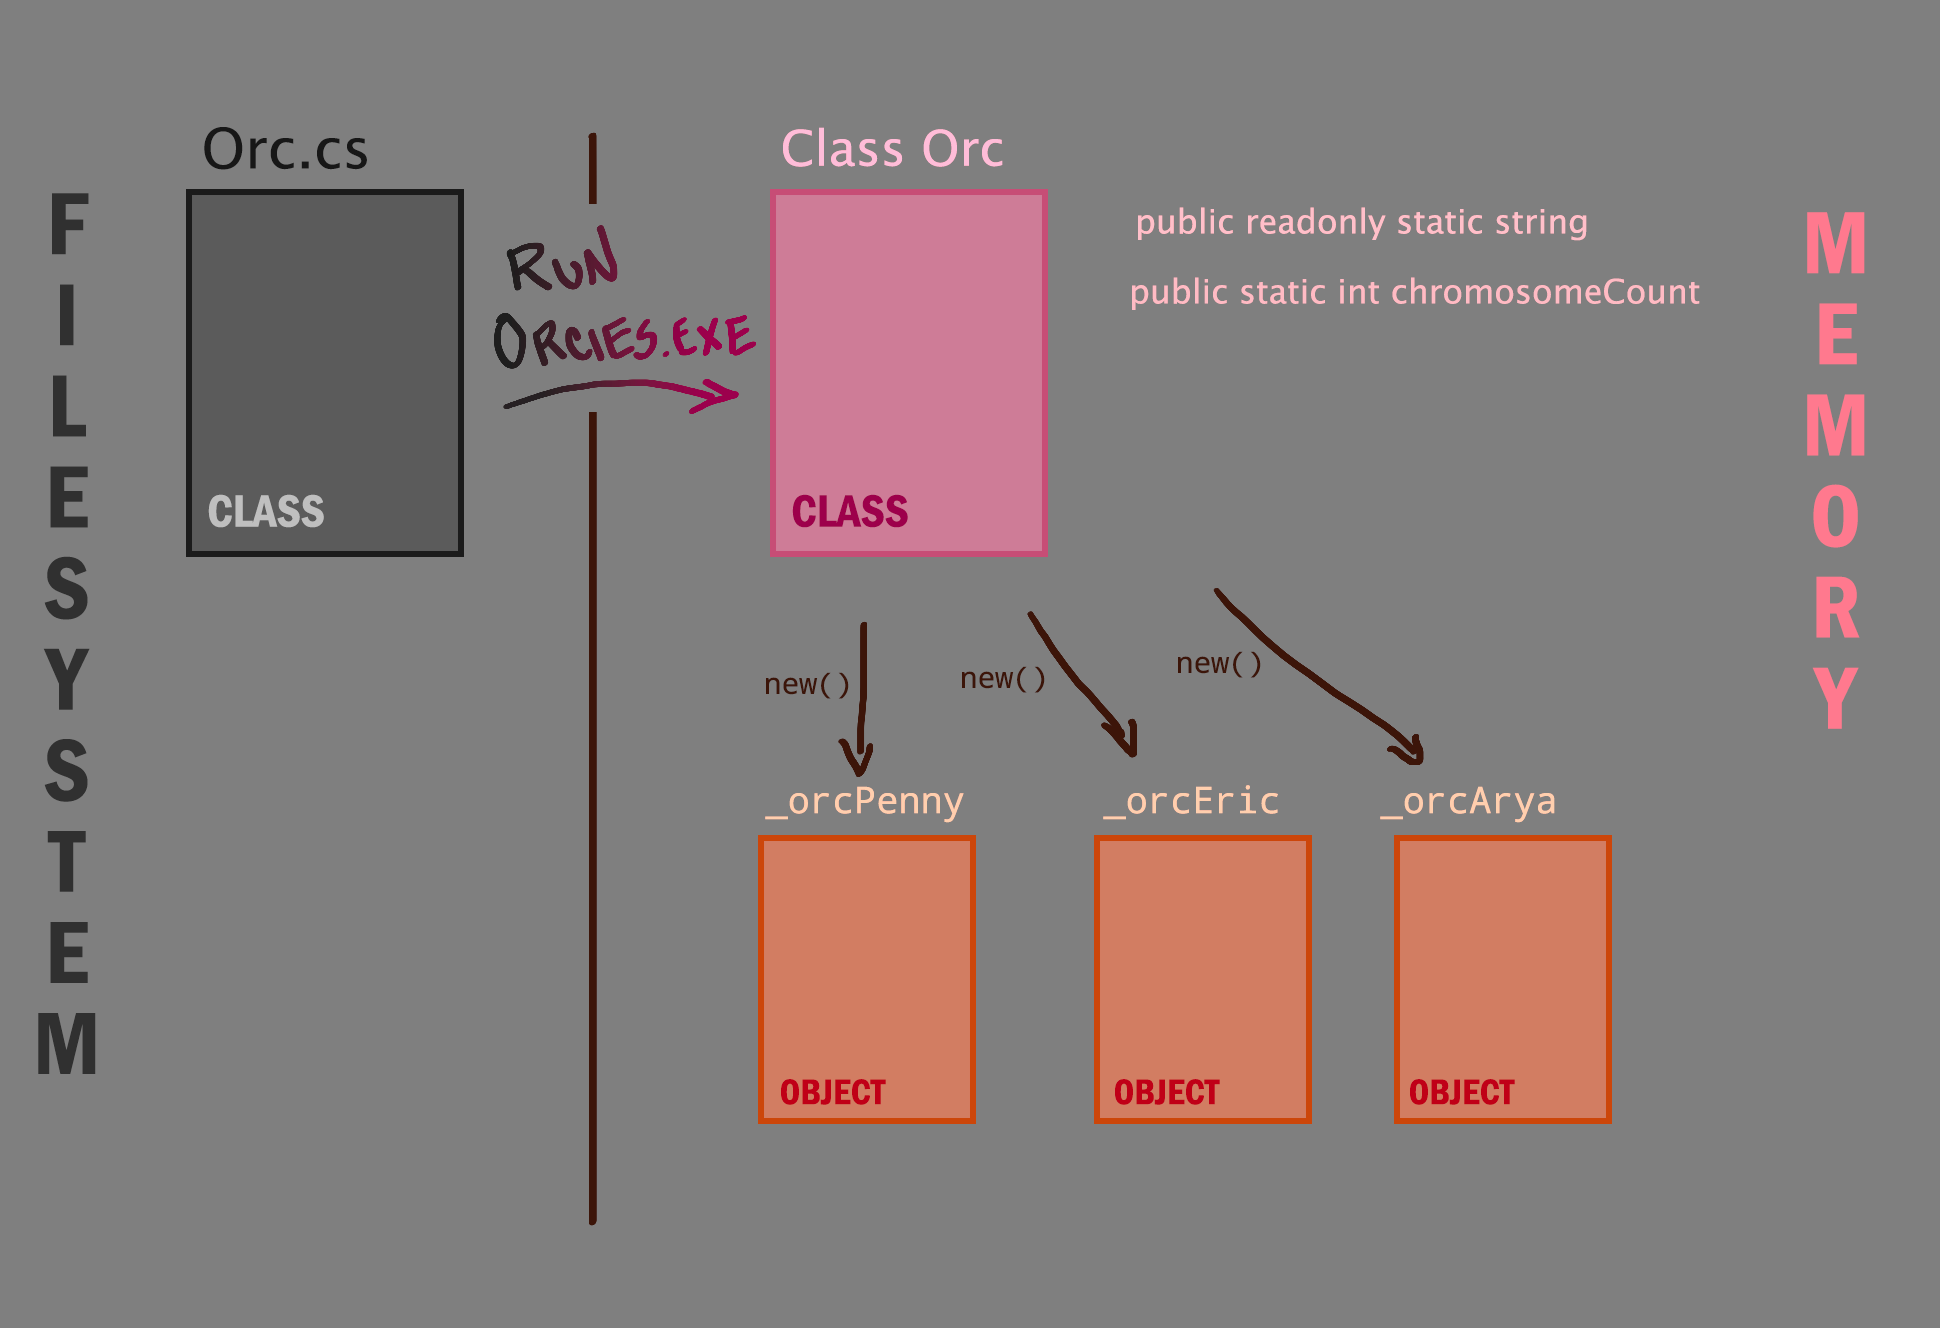 FILESYSTEM
Orc.cs
CLASS
RUN
ORCIES.EXE
Class Orc
CLASS
public readonly static string
public static int chromosomeCount
MEMORY
new()
new()
new()
_orcPenny
_orcEric
_orcArya
OBJECT
OBJECT
OBJECT